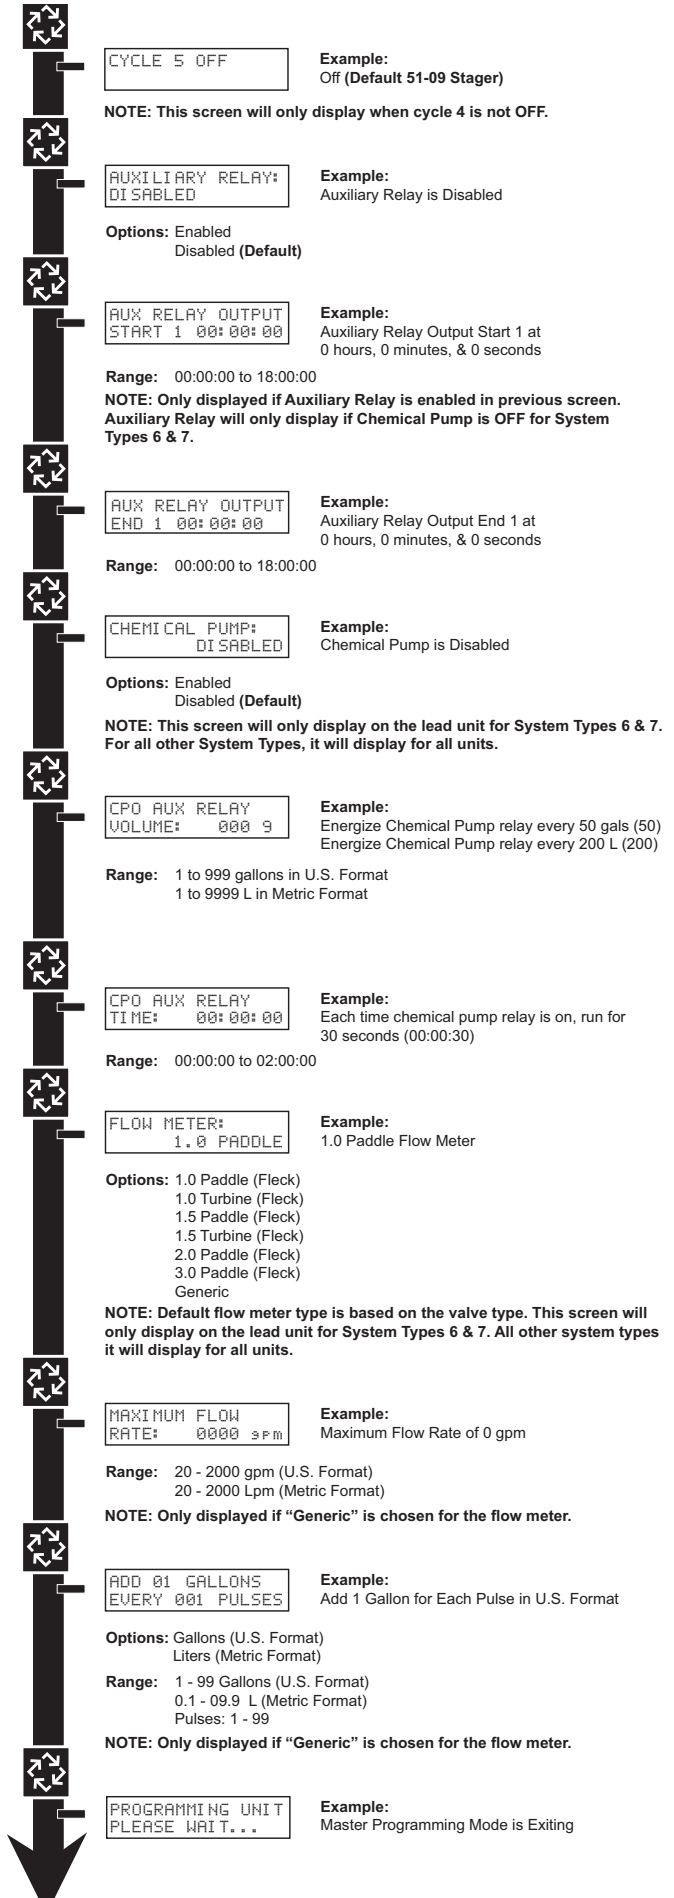 CYCLE 5 OFF
Example:
Off (Default 51-09 Stager)
NOTE: This screen will only display when cycle 4 is not OFF.
AUXILIARY RELAY:
DISABLED
Example:
Auxiliary Relay is Disabled
Options: Enabled
Disabled (Default)
AUX RELAY OUTPUT
START 1 00:00:00
Example:
Auxiliary Relay Output Start 1 at
0 hours, 0 minutes, & 0 seconds
Range: 00:00:00 to 18:00:00
NOTE: Only displayed if Auxiliary Relay is enabled in previous screen.
Auxiliary Relay will only display if Chemical Pump is OFF for System
Types 6 & 7.
AUX RELAY OUTPUT
END 1 00:00:00
Example:
Auxiliary Relay Output End 1 at
0 hours, 0 minutes, & 0 seconds
Range: 00:00:00 to 18:00:00
CHEMICAL PUMP:
DISABLED
Example:
Chemical Pump is Disabled
Options: Enabled
Disabled (Default)
NOTE: This screen will only display on the lead unit for System Types 6 & 7.
For all other System Types, it will display for all units.
CPO AUX RELAY
VOLUME: 000 9
Example:
Energize Chemical Pump relay every 50 gals (50)
Energize Chemical Pump relay every 200 L (200)
Range: 1 to 999 gallons in U.S. Format
1 to 9999 L in Metric Format
CPO AUX RELAY
TIME: 00:00:00
Example:
Each time chemical pump relay is on, run for
30 seconds (00:00:30)
Range: 00:00:00 to 02:00:00
FLOW METER:
1.0 PADDLE
Example:
1.0 Paddle Flow Meter
Options: 1.0 Paddle (Fleck)
1.0 Turbine (Fleck)
1.5 Paddle (Fleck)
1.5 Turbine (Fleck)
2.0 Paddle (Fleck)
3.0 Paddle (Fleck)
Generic
NOTE: Default flow meter type is based on the valve type. This screen will
only display on the lead unit for System Types 6 & 7. All other system types
it will display for all units.
MAXIMUM FLOW
RATE: 0000 gpm
Example:
Maximum Flow Rate of 0 gpm
Range: 20 - 2000 gpm (U.S. Format)
20 - 2000 Lpm (Metric Format)
NOTE: Only displayed if “Generic” is chosen for the flow meter.
ADD 01 GALLONS
EVERY 001 PULSES
Example:
Add 1 Gallon for Each Pulse in U.S. Format
Options: Gallons (U.S. Format)
Liters (Metric Format)
Range: 1 - 99 Gallons (U.S. Format)
0.1 - 09.9 L (Metric Format)
Pulses: 1 - 99
NOTE: Only displayed if “Generic” is chosen for the flow meter.
PROGRAMMING UNIT
PLEASE WAIT...
Example:
Master Programming Mode is Exiting